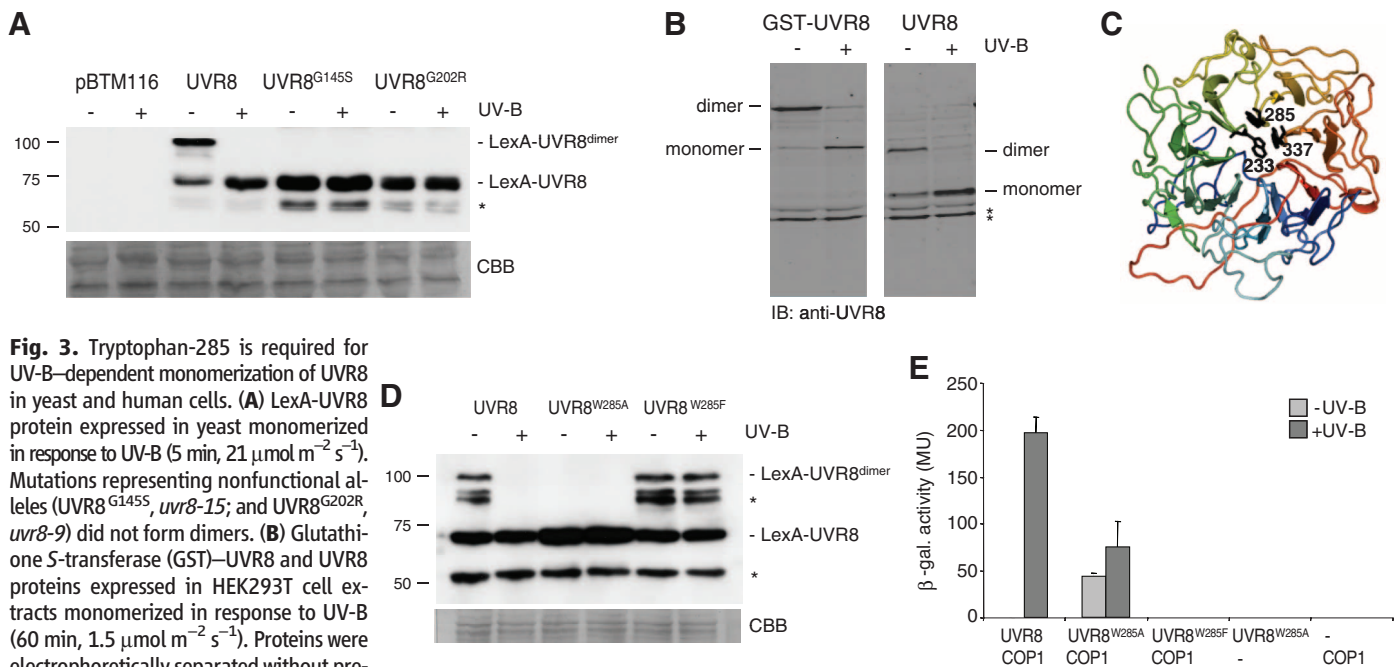 A
pBTM116 UVR8 UVR8G145S UVR8G202R
- + - + - + - + UV-B
100 - LexA-UVR8dimer
75 - LexA-UVR8
*
50
CBB
B
GST-UVR8 UVR8
- + - + UV-B
dimer
monomer
dimer
monomer
*
*
IB: anti-UVR8
C
285
337
233
Fig. 3. Tryptophan-285 is required for
UV-B–dependent monomerization of UVR8
in yeast and human cells. (A) LexA-UVR8
protein expressed in yeast monomerized
in response to UV-B (5 min, 21 μmol m−2 s−1).
Mutations representing nonfunctional al-
leles (UVR8G145S, uvr8-15; and UVR8G202R,
uvr8-9) did not form dimers. (B) Glutathi-
one S-transferase (GST)–UVR8 and UVR8
proteins expressed in HEK293T cell ex-
tracts monomerized in response to UV-B
(60 min, 1.5 μmol m−2 s−1). Proteins were
electrophoretically separated without pre-
D
UVR8 UVR8W285A UVR8W285F
- + - + - + UV-B
100 - LexA-UVR8dimer
*
75 - LexA-UVR8
50 *
CBB
E
β-gal. activity (MU)
250
200
150
100
50
0
-UV-B
+UV-B
UVR8 UVR8W285A UVR8W285F UVR8W285A -
COP1 COP1 COP1 - COP1